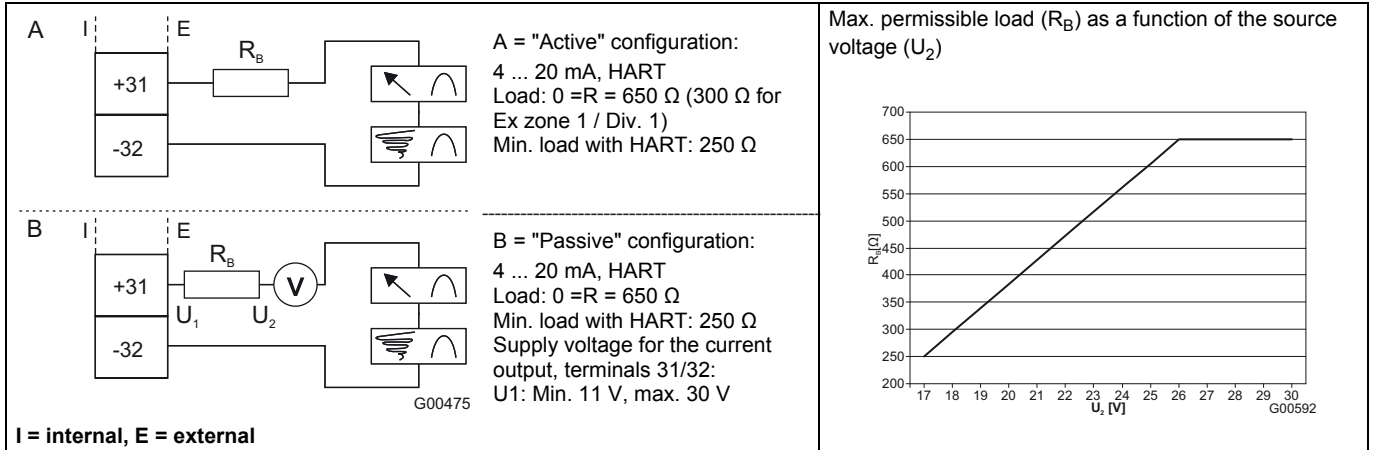 A
I
E
R_B
+31
-32
A = "Active" configuration:
4 ... 20 mA, HART
Load: 0 =R = 650 Ω (300 Ω for
Ex zone 1 / Div. 1)
Min. load with HART: 250 Ω
B
I
E
R_B
V
+31
U_1
U_2
-32
G00475
B = "Passive" configuration:
4 ... 20 mA, HART
Load: 0 =R = 650 Ω
Min. load with HART: 250 Ω
Supply voltage for the current
output, terminals 31/32:
U1: Min. 11 V, max. 30 V
I = internal, E = external
Max. permissible load (R_B) as a function of the source
voltage (U_2)
700
650
600
550
500
450
400
350
300
250
200
R_B[Ω]
17 18 19 20 21 22 23 24 25 26 27 28 29 30
U_2 [V]
G00592